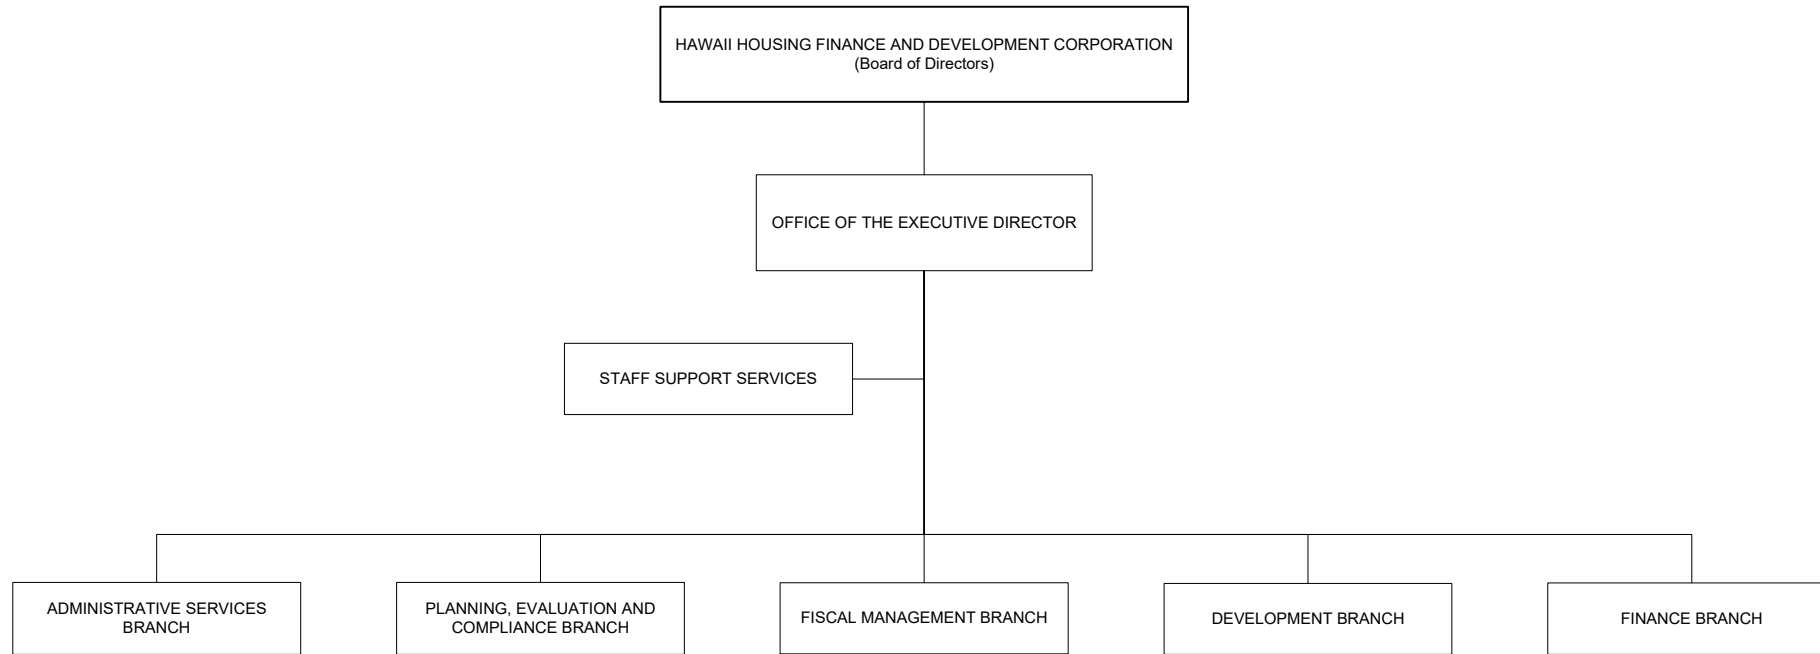 HAWAII HOUSING FINANCE AND DEVELOPMENT CORPORATION
(Board of Directors)
OFFICE OF THE EXECUTIVE DIRECTOR
STAFF SUPPORT SERVICES
ADMINISTRATIVE SERVICES
BRANCH
PLANNING, EVALUATION AND
COMPLIANCE BRANCH
FISCAL MANAGEMENT BRANCH
DEVELOPMENT BRANCH
FINANCE BRANCH